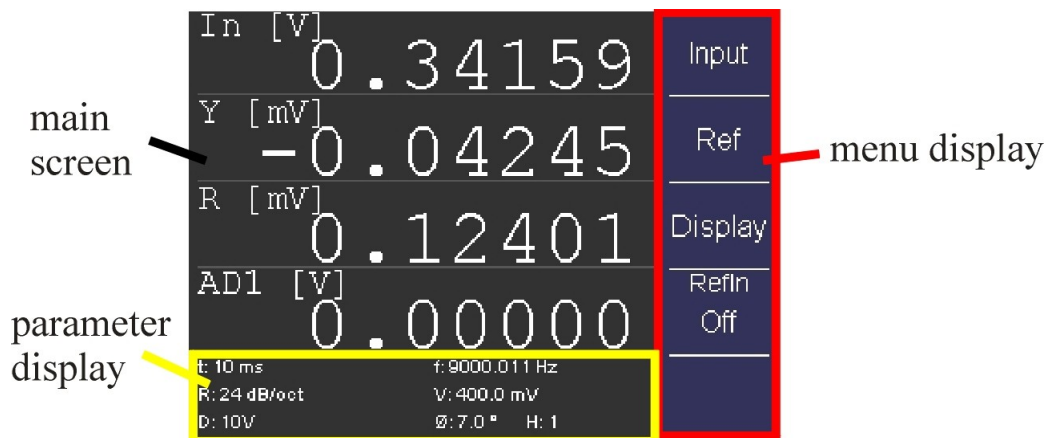 In [V]
0.34159
Y [mV]
-0.04245
R [mV]
0.12401
AD1 [V]
0.00000
t: 10 ms
f: 9000.011 Hz
R: 24 dB/oct
V: 400.0 mV
D: 10V
Ø: 7.0 °
H: 1
Input
Ref
Display
RefIn
Off
main
screen
parameter
display
menu display